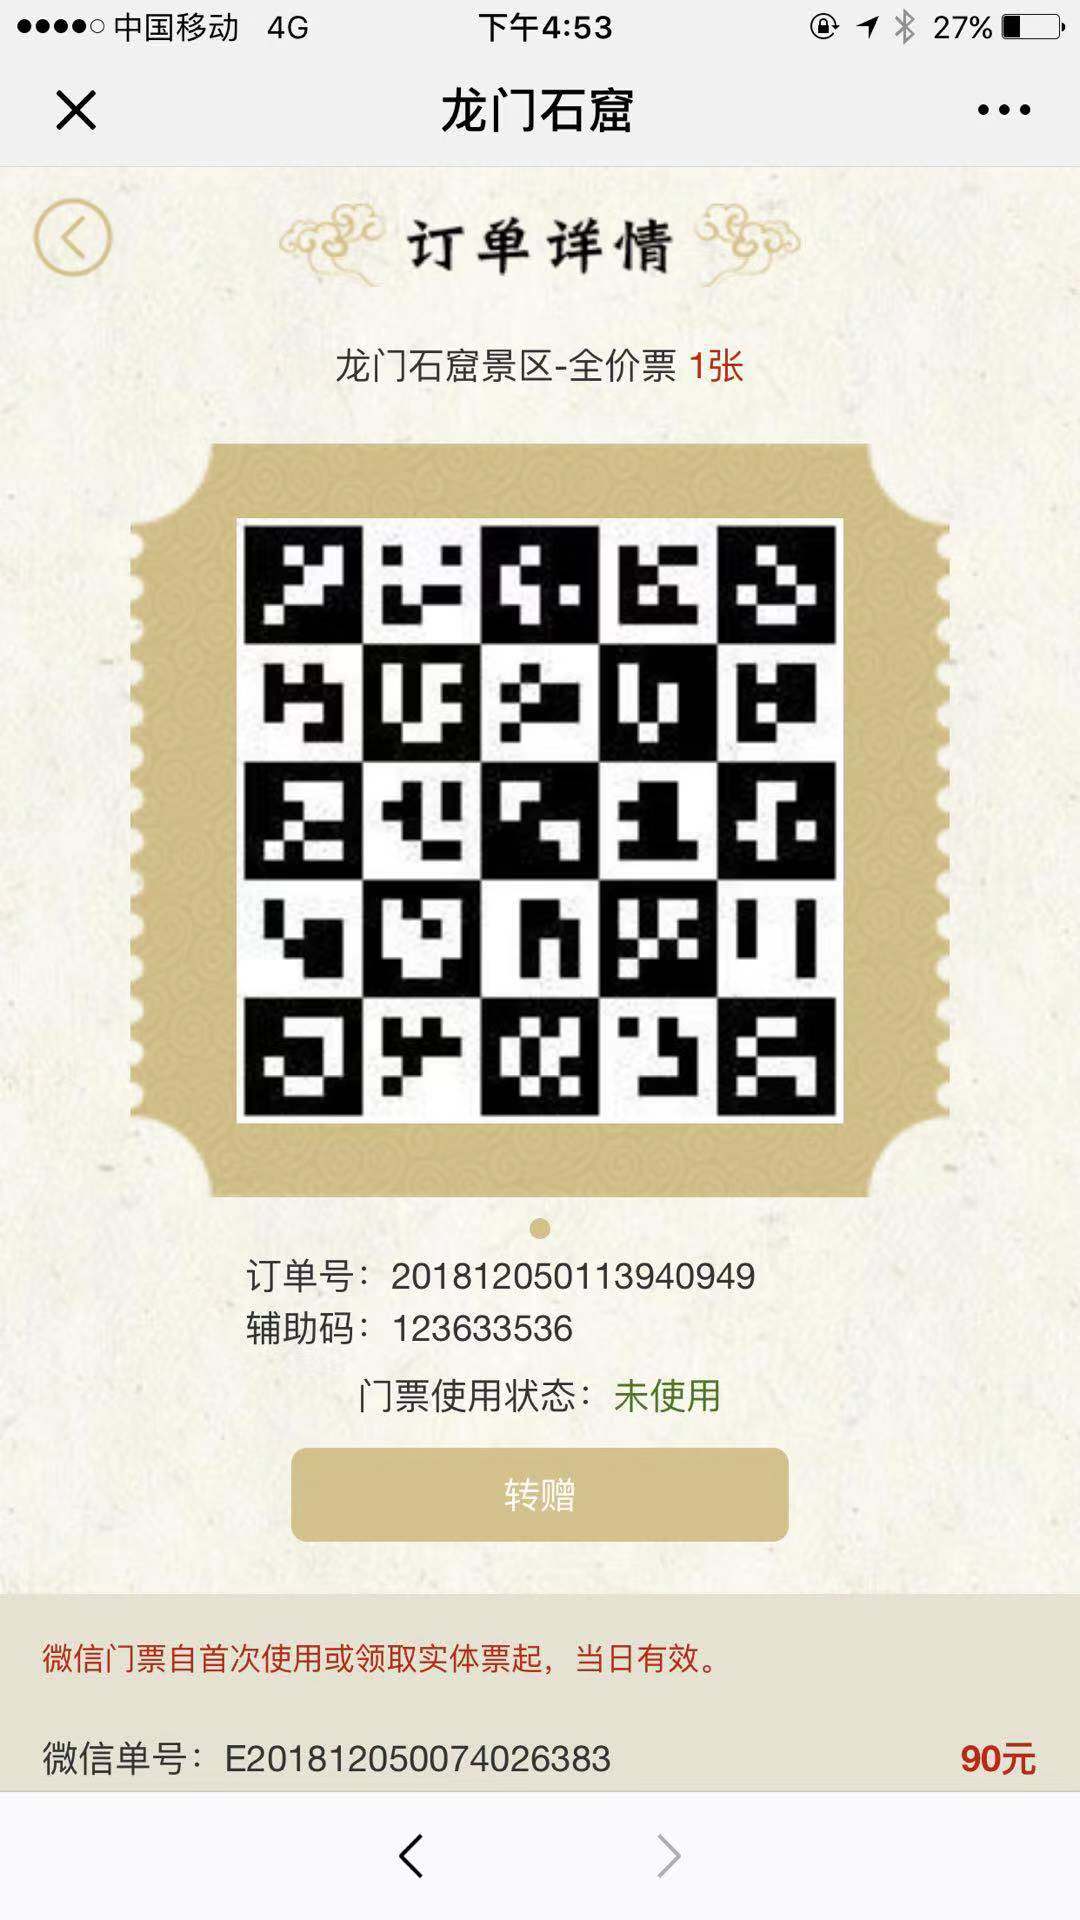 中国移动 4G 下午4:53 27%
龙门石窟
订单详情
龙门石窟景区-全价票 1张
订单号：201812050113940949
辅助码：123633536
门票使用状态：未使用
转赠
微信门票自首次使用或领取实体票起，当日有效。
微信单号：E201812050074026383 90元